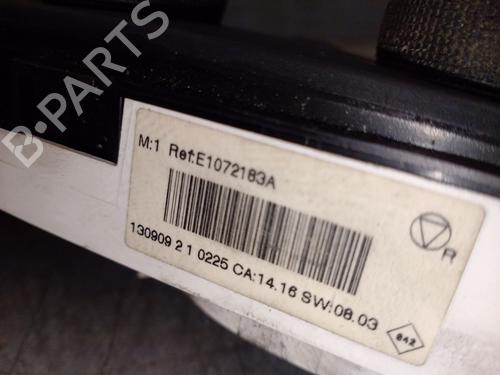 B-PARTS
M:1 Ref:E1072183A
R
130909 2 1 0225 CA:14.16 SW:08.03
842